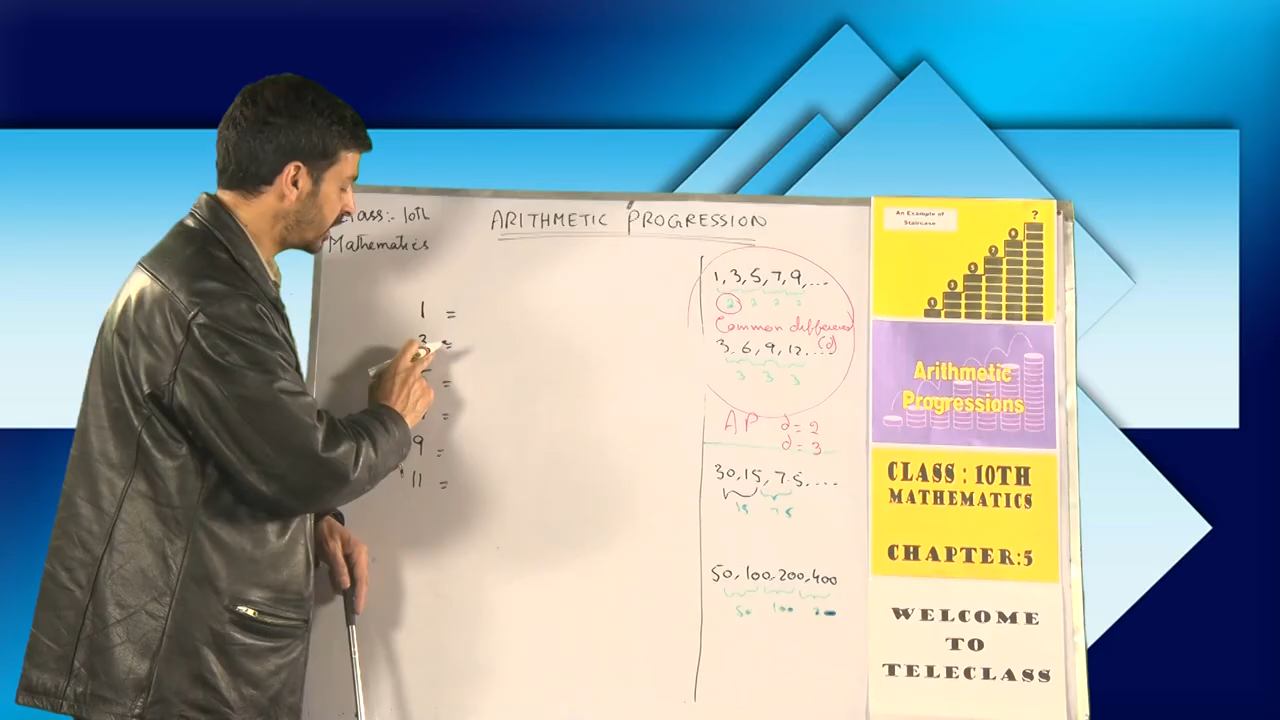 Class:- 10th
Mathematics
ARITHMETIC PROGRESSION
1 =
3 =
=
=
9 =
11 =
1, 3, 5, 7, 9, ...
2 2 2 2
Common difference
(d)
3, 6, 9, 12, ...
3 3 3
AP d = 2
d = 3
30, 15, 7.5, ....
15 7.5
50, 100, 200, 400
50 100
An Example of
Staircase
?
Arithmetic
Progressions
CLASS : 10TH
MATHEMATICS
CHAPTER:5
WELCOME
TO
TELECLASS